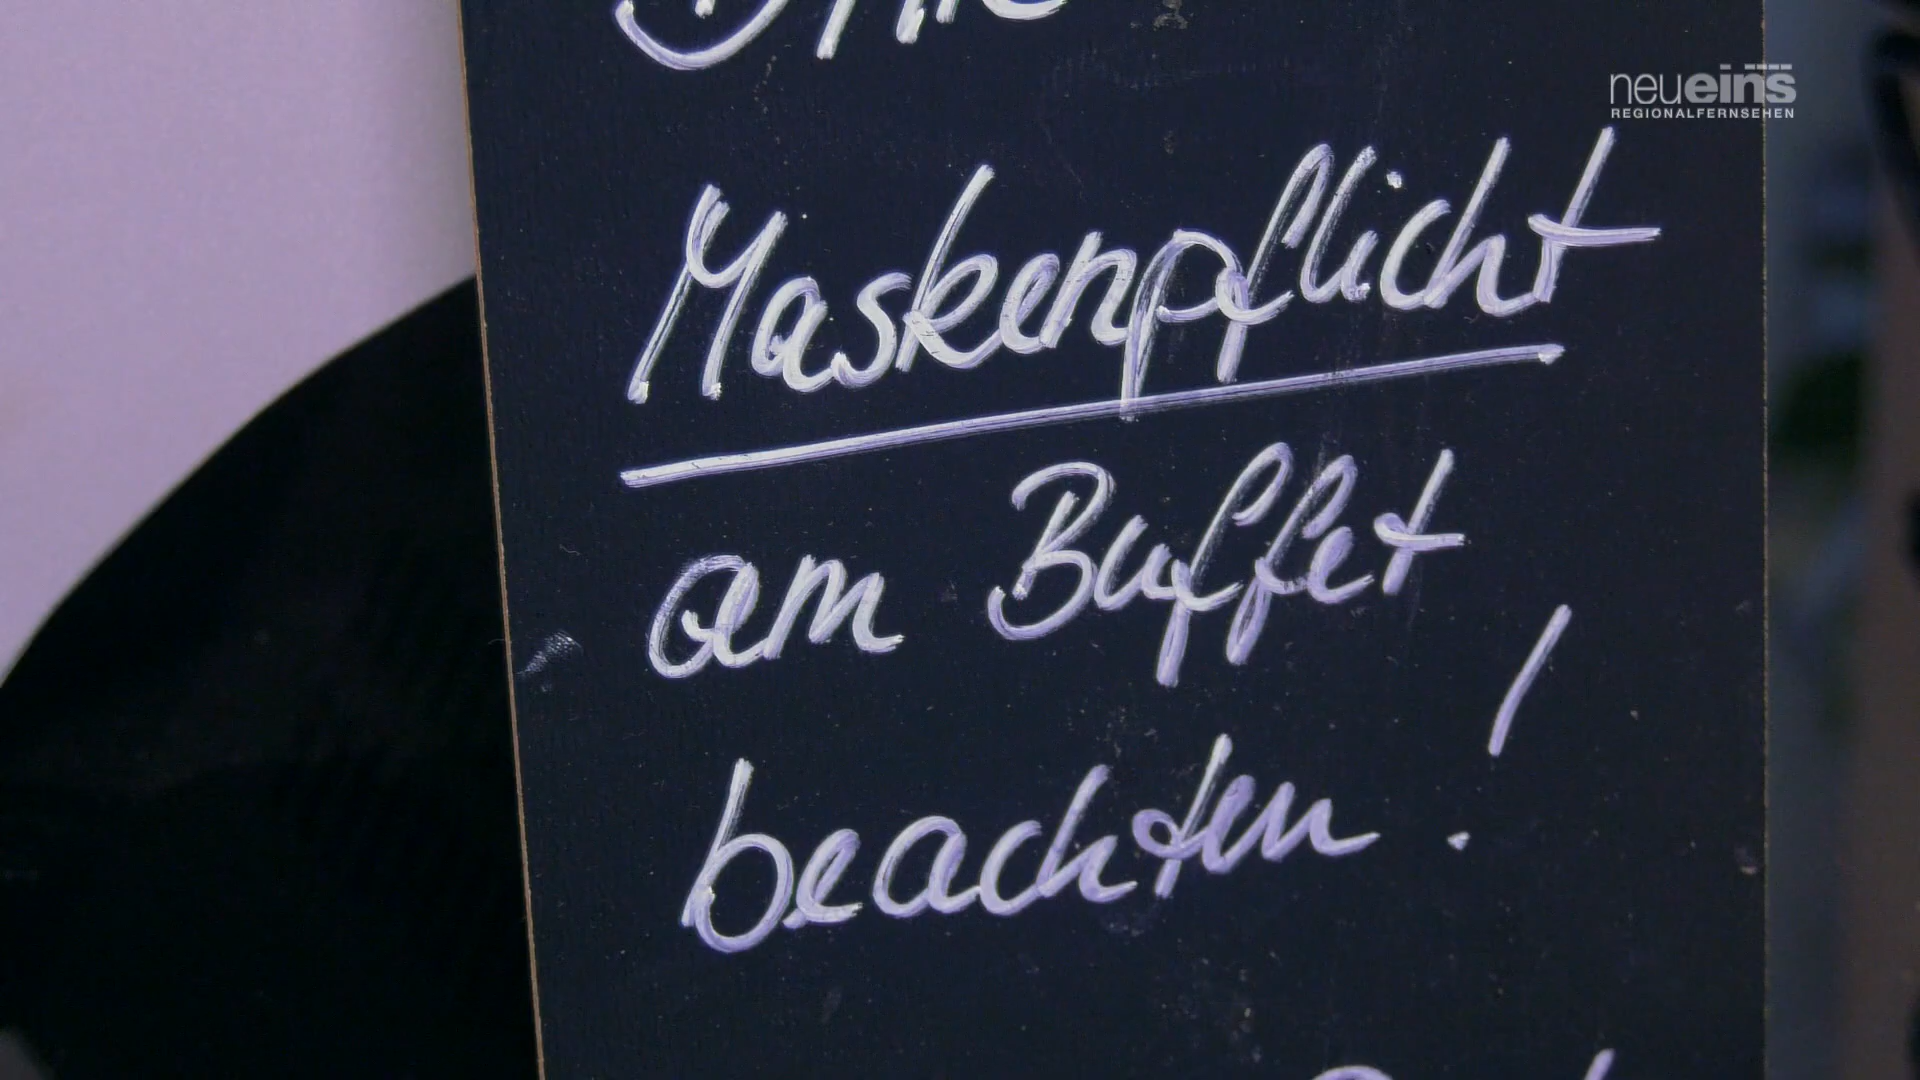 neueins
REGIONALFERNSEHEN
Maskenpflicht
am Buffet
beachten!